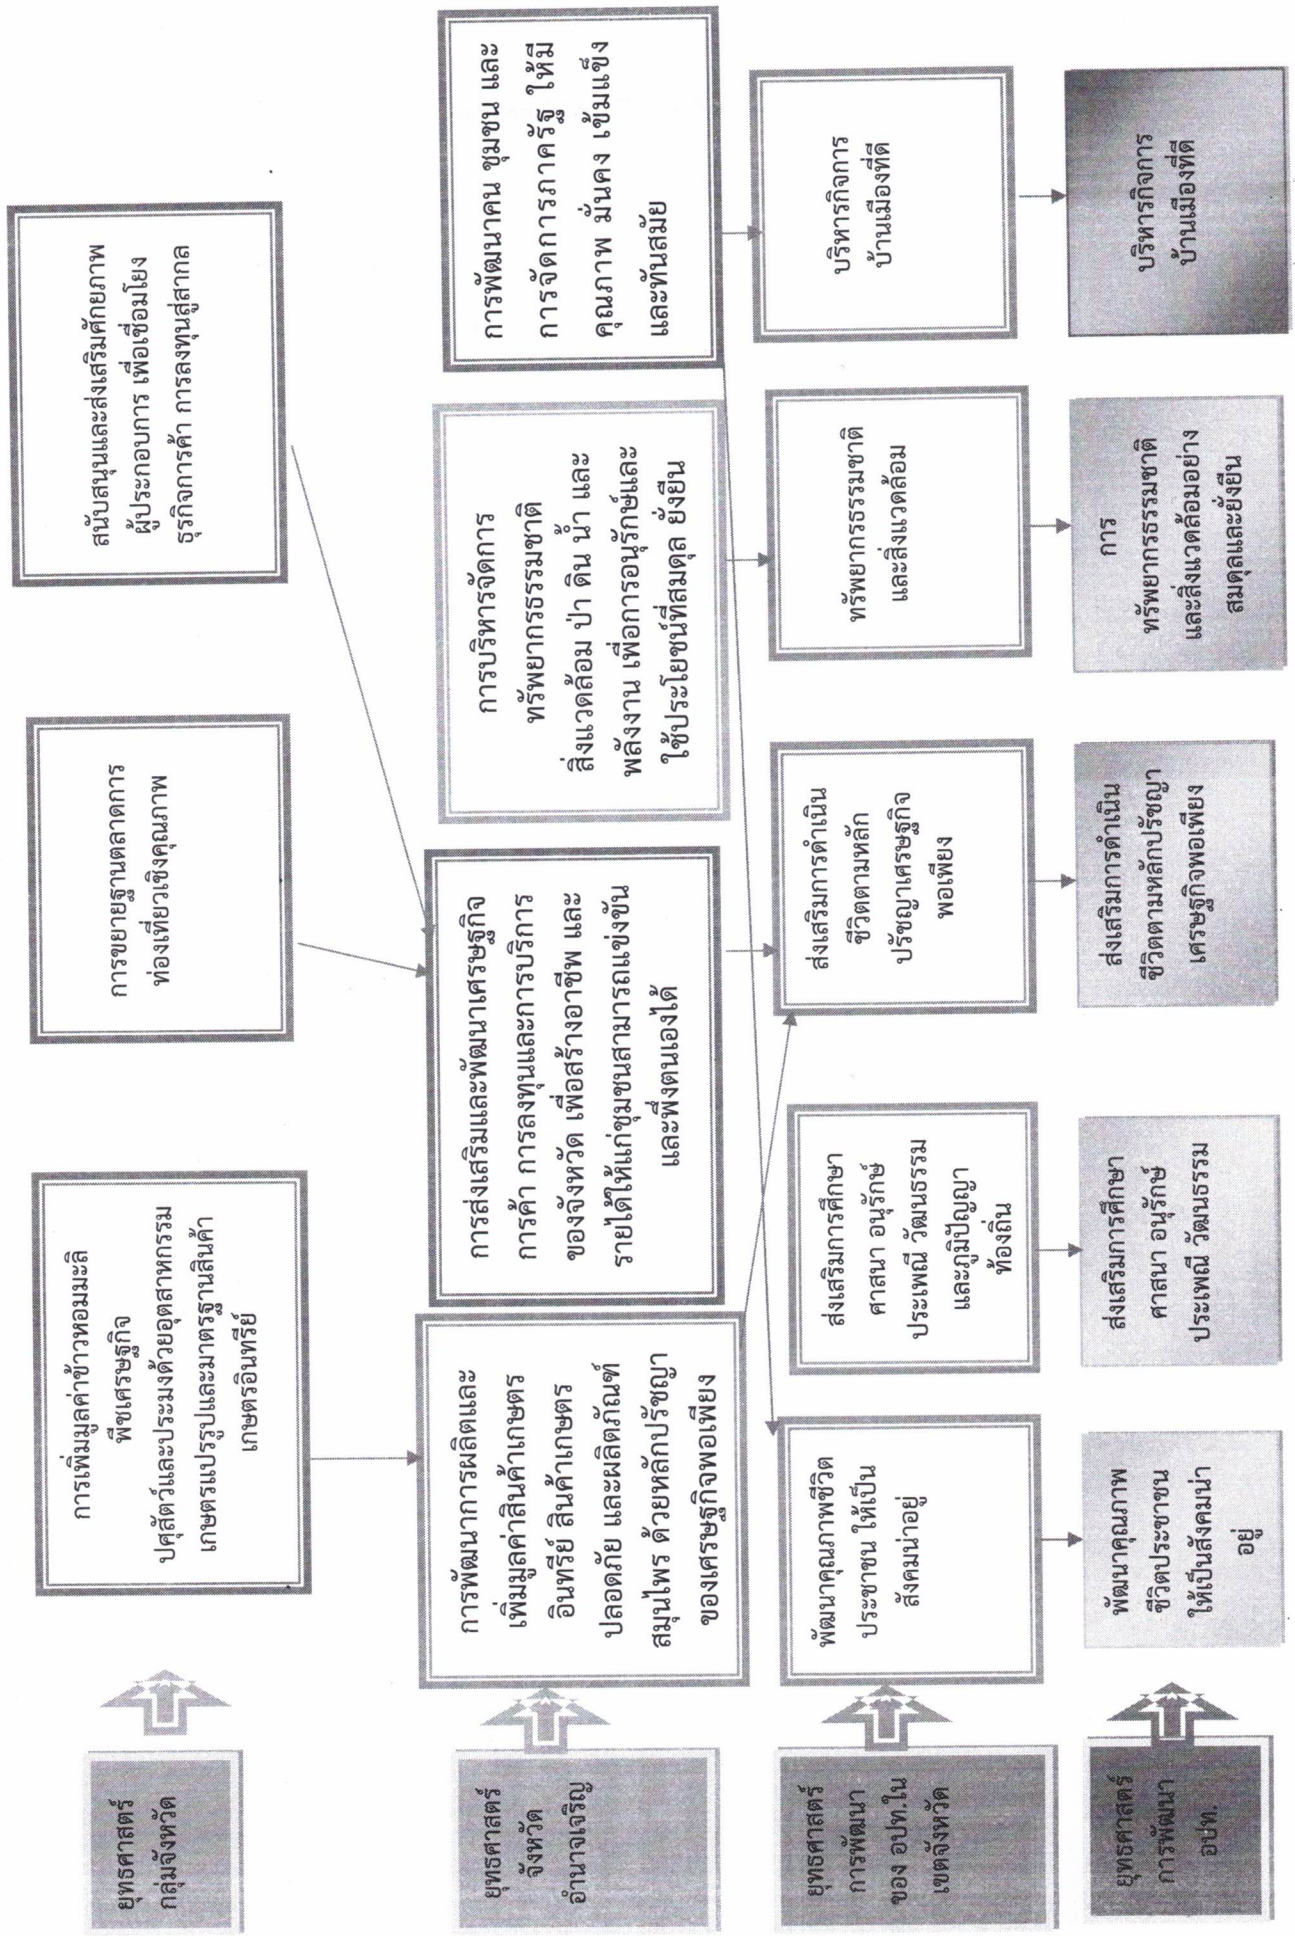 ยุทธศาสตร์
กลุ่มจังหวัด
การเพิ่มมูลค่าข้าวหอมมะลิ
พืชเศรษฐกิจ
ปศุสัตว์และประมงด้วยอุตสาหกรรม
เกษตรแปรรูปและมาตรฐานสินค้า
เกษตรอินทรีย์
การขยายฐานตลาดการ
ท่องเที่ยวเชิงคุณภาพ
สนับสนุนและส่งเสริมศักยภาพ
ผู้ประกอบการ เพื่อเชื่อมโยง
ธุรกิจการค้า การลงทุนสู่สากล
ยุทธศาสตร์
จังหวัด
อำนาจเจริญ
การพัฒนาการผลิตและ
เพิ่มมูลค่าสินค้าเกษตร
อินทรีย์ สินค้าเกษตร
ปลอดภัย และผลิตภัณฑ์
สมุนไพร ด้วยหลักปรัชญา
ของเศรษฐกิจพอเพียง
การส่งเสริมและพัฒนาเศรษฐกิจ
การค้า การลงทุนและการบริการ
ของจังหวัด เพื่อสร้างอาชีพ และ
รายได้ให้แก่ชุมชนสามารถแข่งขัน
และพึ่งตนเองได้
การบริหารจัดการ
ทรัพยากรธรรมชาติ
สิ่งแวดล้อม ป่า ดิน น้ำ และ
พลังงาน เพื่อการอนุรักษ์และ
ใช้ประโยชน์ที่สมดุล ยั่งยืน
การพัฒนาคน ชุมชน และ
การจัดการภาครัฐ ให้มี
คุณภาพ มั่นคง เข้มแข็ง
และทันสมัย
ยุทธศาสตร์
การพัฒนา
ของ อปท.ใน
เขตจังหวัด
พัฒนาคุณภาพชีวิต
ประชาชน ให้เป็น
สังคมน่าอยู่
ส่งเสริมการศึกษา
ศาสนา อนุรักษ์
ประเพณี วัฒนธรรม
และภูมิปัญญา
ท้องถิ่น
ส่งเสริมการดำเนิน
ชีวิตตามหลัก
ปรัชญาเศรษฐกิจ
พอเพียง
ทรัพยากรธรรมชาติ
และสิ่งแวดล้อม
บริหารกิจการ
บ้านเมืองที่ดี
ยุทธศาสตร์
การพัฒนา
อปท.
พัฒนาคุณภาพ
ชีวิตประชาชน
ให้เป็นสังคมน่า
อยู่
ส่งเสริมการศึกษา
ศาสนา อนุรักษ์
ประเพณี วัฒนธรรม
ส่งเสริมการดำเนิน
ชีวิตตามหลักปรัชญา
เศรษฐกิจพอเพียง
การ
ทรัพยากรธรรมชาติ
และสิ่งแวดล้อมอย่าง
สมดุลและยั่งยืน
บริหารกิจการ
บ้านเมืองที่ดี